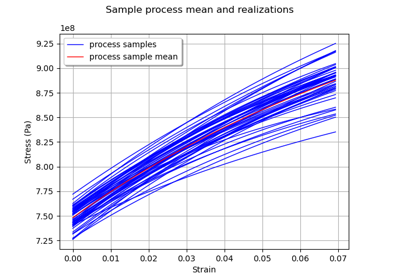 Sample process mean and realizations
1e8
process samples
process sample mean
9.25
9.00
8.75
8.50
8.25
8.00
7.75
7.50
7.25
Stress (Pa)
0.00 0.01 0.02 0.03 0.04 0.05 0.06 0.07
Strain